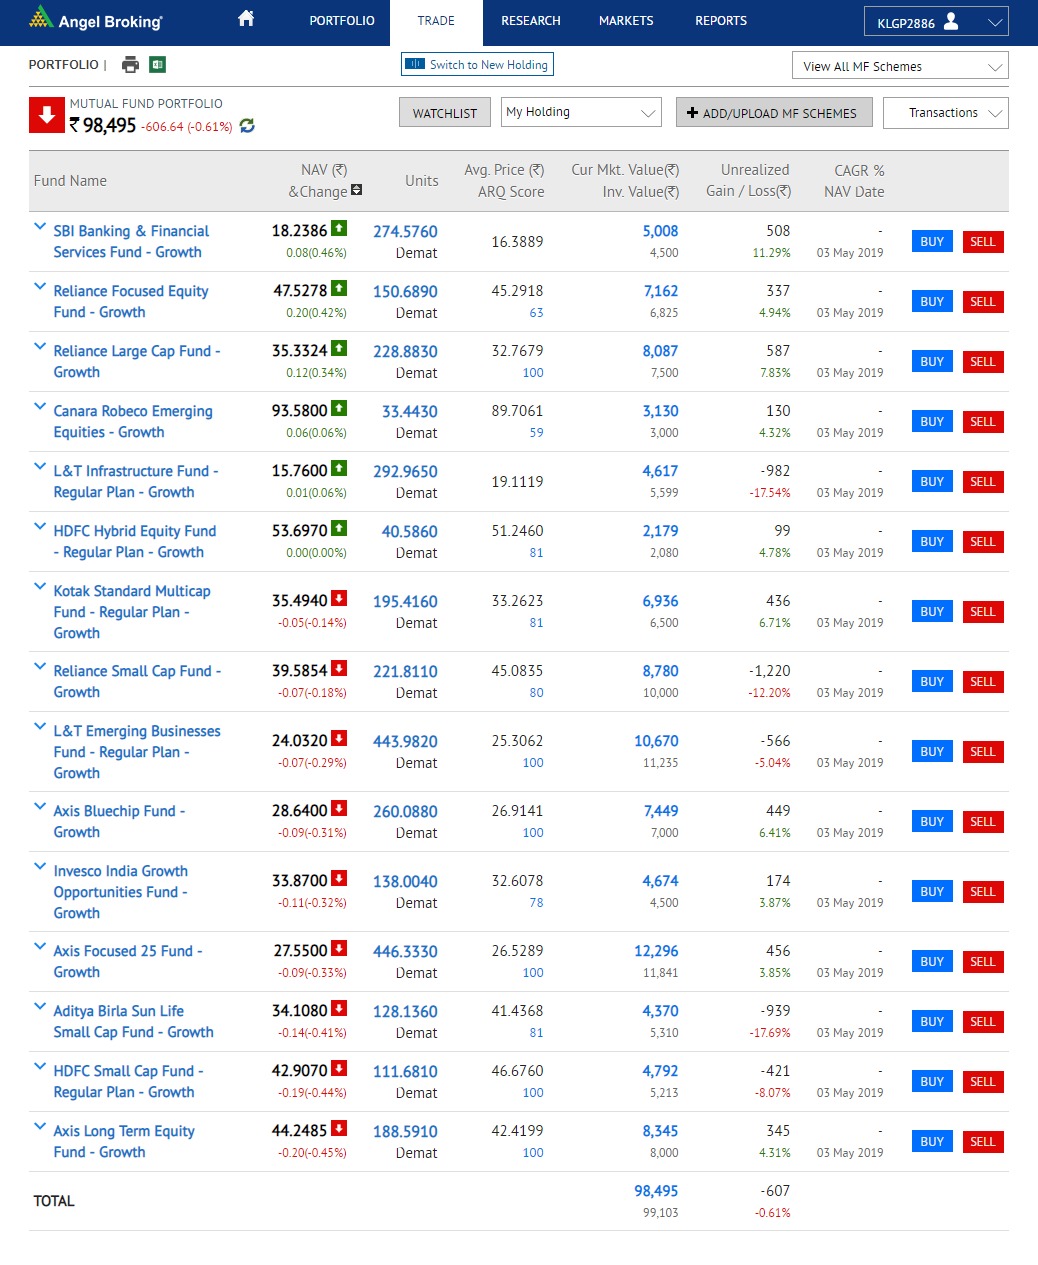 Angel Broking
PORTFOLIO
TRADE
RESEARCH
MARKETS
REPORTS
KLGP2886
PORTFOLIO |
Switch to New Holding
View All MF Schemes
MUTUAL FUND PORTFOLIO
₹ 98,495 -606.64 (-0.61%)
WATCHLIST
My Holding
+ ADD/UPLOAD MF SCHEMES
Transactions
Fund Name
NAV (₹)
&Change
Units
Avg. Price (₹)
ARQ Score
Cur Mkt. Value(₹)
Inv. Value(₹)
Unrealized
Gain / Loss(₹)
CAGR %
NAV Date
SBI Banking & Financial 18.2386 274.5760 16.3889 5,008 508 - BUY SELL
Services Fund - Growth 0.08(0.46%) Demat 4,500 11.29% 03 May 2019
Reliance Focused Equity 47.5278 150.6890 45.2918 7,162 337 - BUY SELL
Fund - Growth 0.20(0.42%) Demat 63 6,825 4.94% 03 May 2019
Reliance Large Cap Fund - 35.3324 228.8830 32.7679 8,087 587 - BUY SELL
Growth 0.12(0.34%) Demat 100 7,500 7.83% 03 May 2019
Canara Robeco Emerging 93.5800 33.4430 89.7061 3,130 130 - BUY SELL
Equities - Growth 0.06(0.06%) Demat 59 3,000 4.32% 03 May 2019
L&T Infrastructure Fund - 15.7600 292.9650 19.1119 4,617 -982 - BUY SELL
Regular Plan - Growth 0.01(0.06%) Demat 5,599 -17.54% 03 May 2019
HDFC Hybrid Equity Fund 53.6970 40.5860 51.2460 2,179 99 - BUY SELL
- Regular Plan - Growth 0.00(0.00%) Demat 81 2,080 4.78% 03 May 2019
Kotak Standard Multicap
Fund - Regular Plan - 35.4940 195.4160 33.2623 6,936 436 - BUY SELL
Growth -0.05(-0.14%) Demat 81 6,500 6.71% 03 May 2019
Reliance Small Cap Fund - 39.5854 221.8110 45.0835 8,780 -1,220 - BUY SELL
Growth -0.07(-0.18%) Demat 80 10,000 -12.20% 03 May 2019
L&T Emerging Businesses
Fund - Regular Plan - 24.0320 443.9820 25.3062 10,670 -566 - BUY SELL
Growth -0.07(-0.29%) Demat 100 11,235 -5.04% 03 May 2019
Axis Bluechip Fund - 28.6400 260.0880 26.9141 7,449 449 - BUY SELL
Growth -0.09(-0.31%) Demat 100 7,000 6.41% 03 May 2019
Invesco India Growth
Opportunities Fund - 33.8700 138.0040 32.6078 4,674 174 - BUY SELL
Growth -0.11(-0.32%) Demat 78 4,500 3.87% 03 May 2019
Axis Focused 25 Fund - 27.5500 446.3330 26.5289 12,296 456 - BUY SELL
Growth -0.09(-0.33%) Demat 100 11,841 3.85% 03 May 2019
Aditya Birla Sun Life 34.1080 128.1360 41.4368 4,370 -939 - BUY SELL
Small Cap Fund - Growth -0.14(-0.41%) Demat 81 5,310 -17.69% 03 May 2019
HDFC Small Cap Fund - 42.9070 111.6810 46.6760 4,792 -421 - BUY SELL
Regular Plan - Growth -0.19(-0.44%) Demat 100 5,213 -8.07% 03 May 2019
Axis Long Term Equity 44.2485 188.5910 42.4199 8,345 345 - BUY SELL
Fund - Growth -0.20(-0.45%) Demat 100 8,000 4.31% 03 May 2019
TOTAL 98,495 -607
99,103 -0.61%